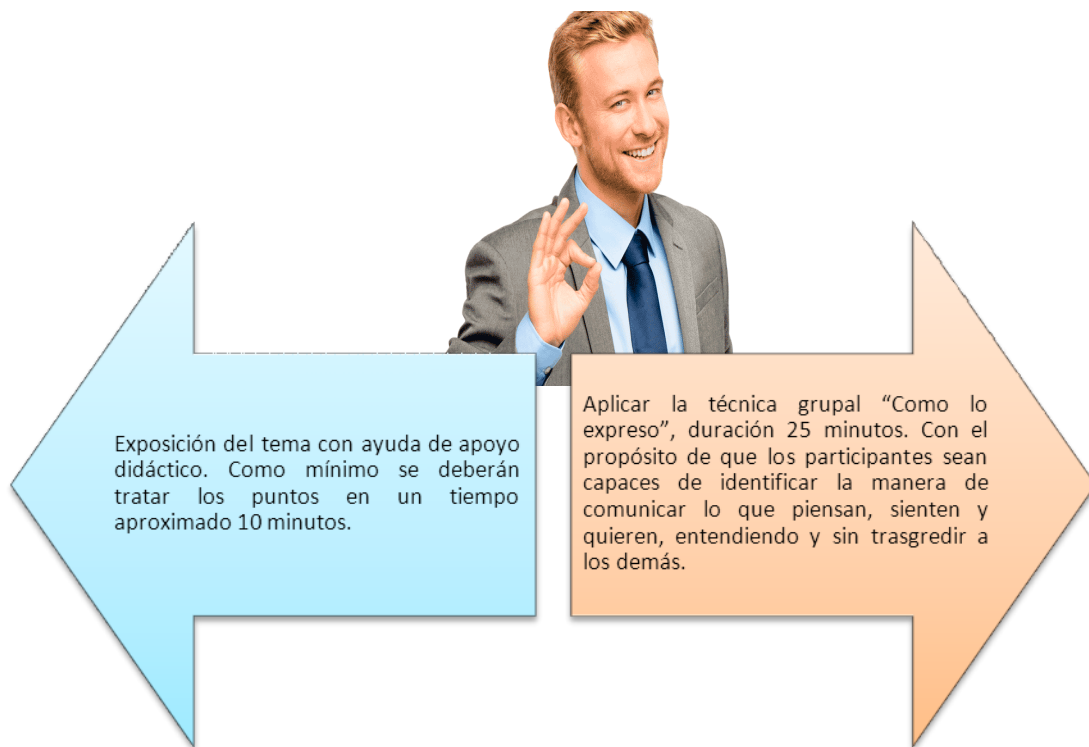 Exposición del tema con ayuda de apoyo
didáctico. Como mínimo se deberán
tratar los puntos en un tiempo
aproximado 10 minutos.
Aplicar la técnica grupal “Como lo
expreso”, duración 25 minutos. Con el
propósito de que los participantes sean
capaces de identificar la manera de
comunicar lo que piensan, sienten y
quieren, entendiendo y sin trasgredir a
los demás.